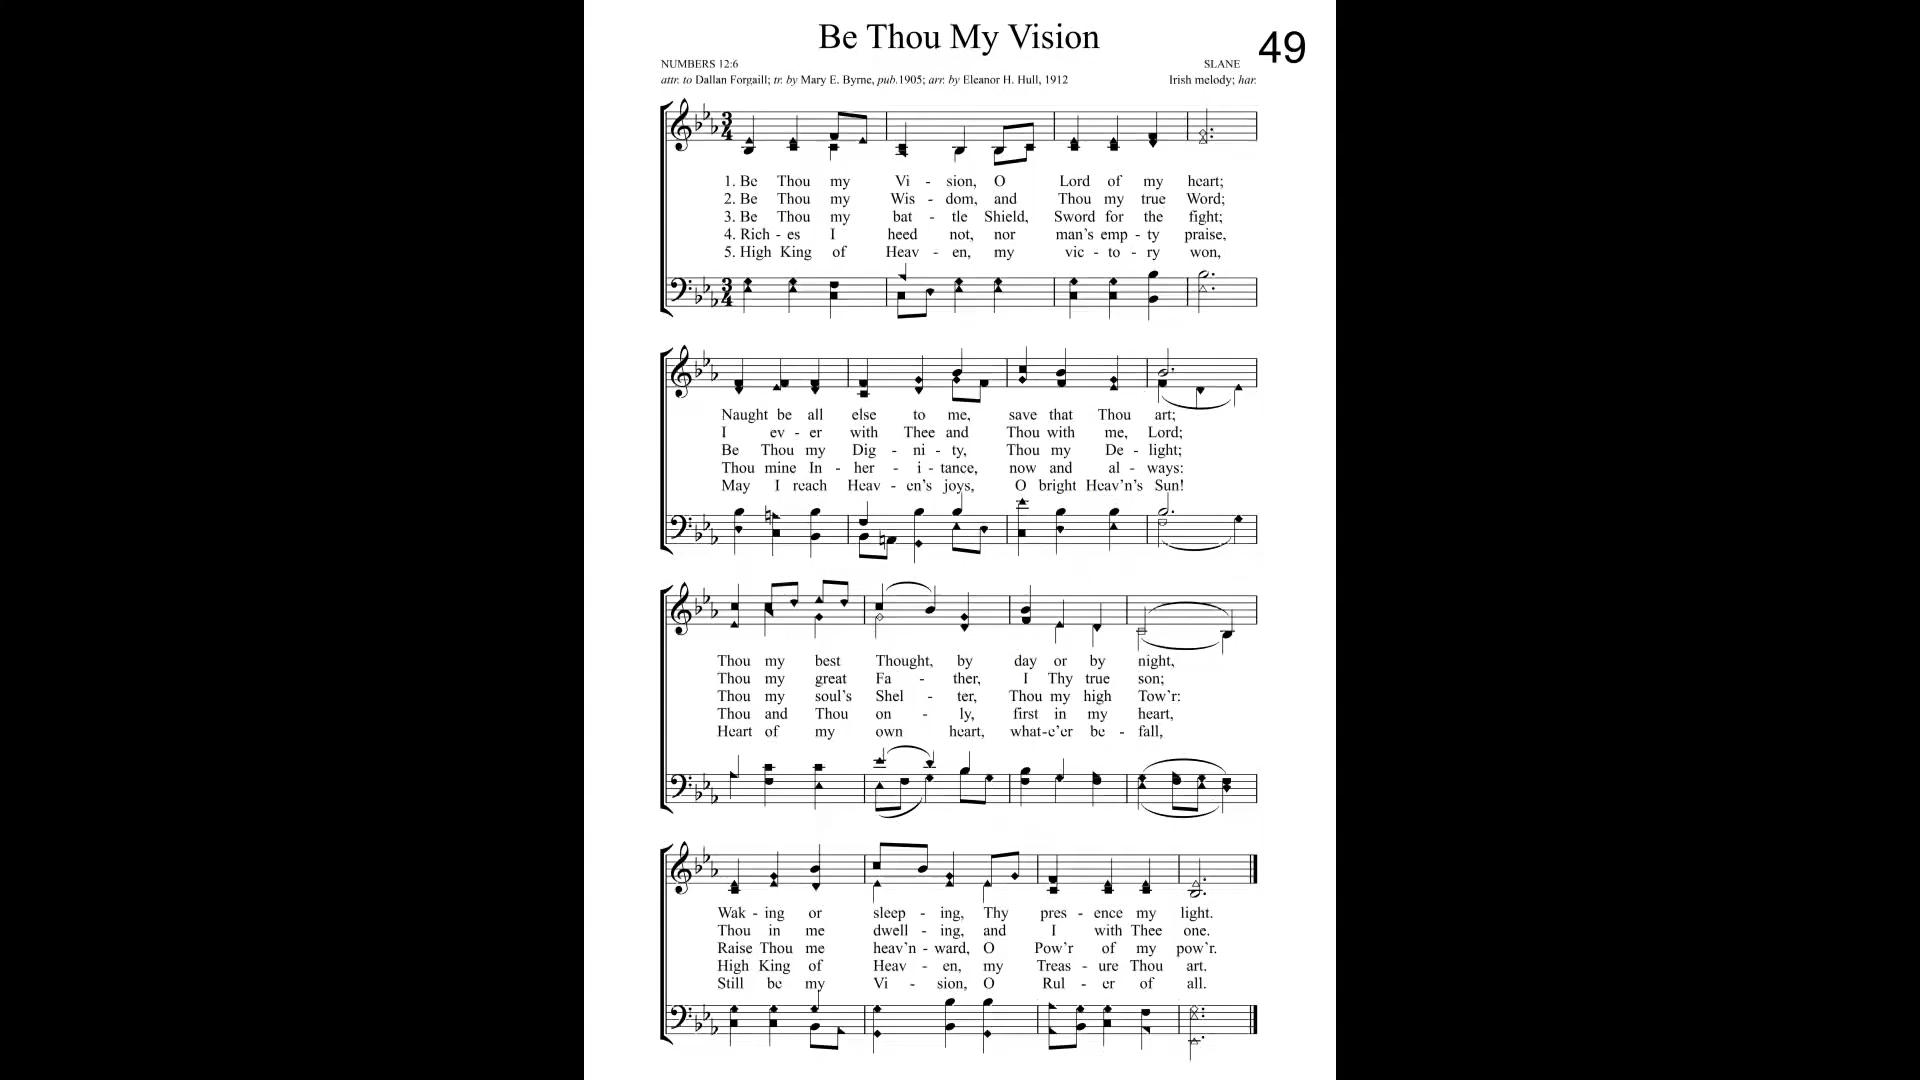 Be Thou My Vision
49
NUMBERS 12:6
SLANE
attr. to Dallan Forgaill; tr. by Mary E. Byrne, pub.1905; arr. by Eleanor H. Hull, 1912
Irish melody; har.
3
4
1. Be Thou my Vi - sion, O Lord of my heart;
2. Be Thou my Wis - dom, and Thou my true Word;
3. Be Thou my bat - tle Shield, Sword for the fight;
4. Rich - es I heed not, nor man's emp - ty praise,
5. High King of Heav - en, my vic - to - ry won,
3
4
Naught be all else to me, save that Thou art;
I ev - er with Thee and Thou with me, Lord;
Be Thou my Dig - ni - ty, Thou my De - light;
Thou mine In - her - i - tance, now and al - ways:
May I reach Heav - en's joys, O bright Heav'n's Sun!
Thou my best Thought, by day or by night,
Thou my great Fa - ther, I Thy true son;
Thou my soul's Shel - ter, Thou my high Tow'r:
Thou and Thou on - ly, first in my heart,
Heart of my own heart, what-e'er be - fall,
Wak - ing or sleep - ing, Thy pres - ence my light.
Thou in me dwell - ing, and I with Thee one.
Raise Thou me heav'n - ward, O Pow'r of my pow'r.
High King of Heav - en, my Treas - ure Thou art.
Still be my Vi - sion, O Rul - er of all.